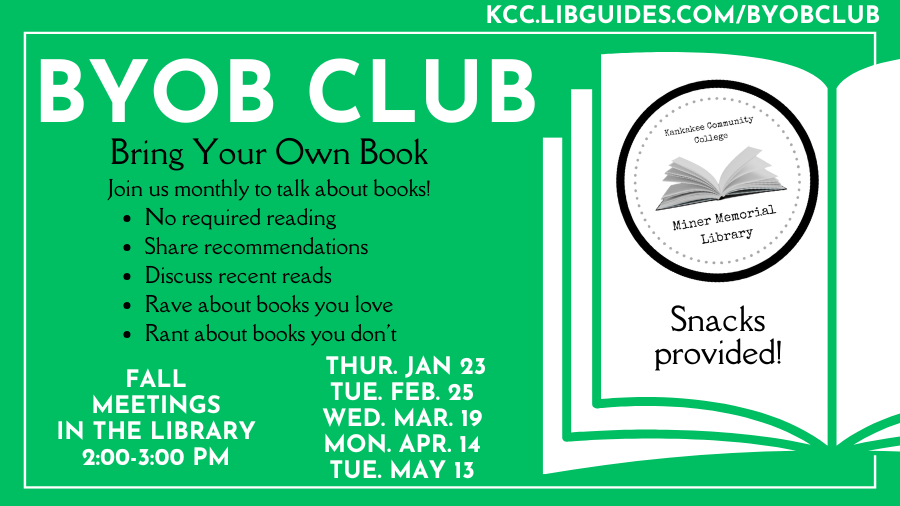 KCC.LIBGUIDES.COM/BYOBCLUB
BYOB CLUB
Bring Your Own Book
Join us monthly to talk about books!
• No required reading
• Share recommendations
• Discuss recent reads
• Rave about books you love
• Rant about books you don't
FALL
MEETINGS
IN THE LIBRARY
2:00-3:00 PM
THUR. JAN 23
TUE. FEB. 25
WED. MAR. 19
MON. APR. 14
TUE. MAY 13
Kankakee Community
College
Miner Memorial
Library
Snacks
provided!